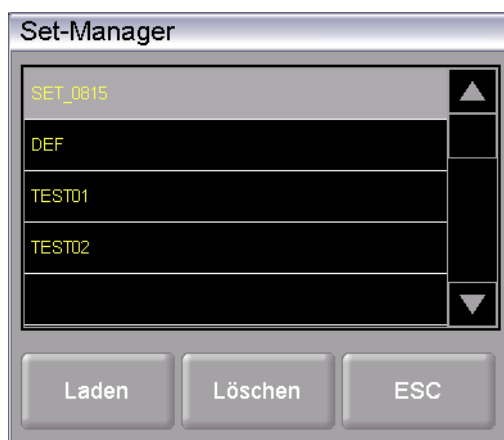 Set-Manager
SET_0815
DEF
TEST01
TEST02
Laden Löschen ESC